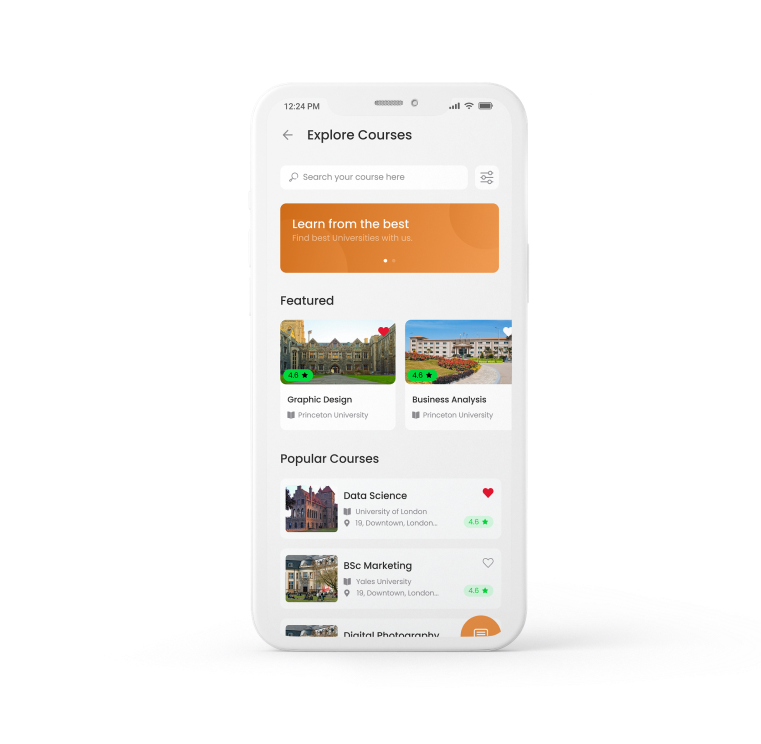 12:24 PM
Explore Courses
Search your course here
Learn from the best
Find best Universities with us.
Featured
4.6
4.6
Graphic Design
Business Analysis
Princeton University
Princeton University
Popular Courses
Data Science
University of London
19, Downtown, London...
4.6
BSc Marketing
Yales University
19, Downtown, London...
4.6
Digital Photography